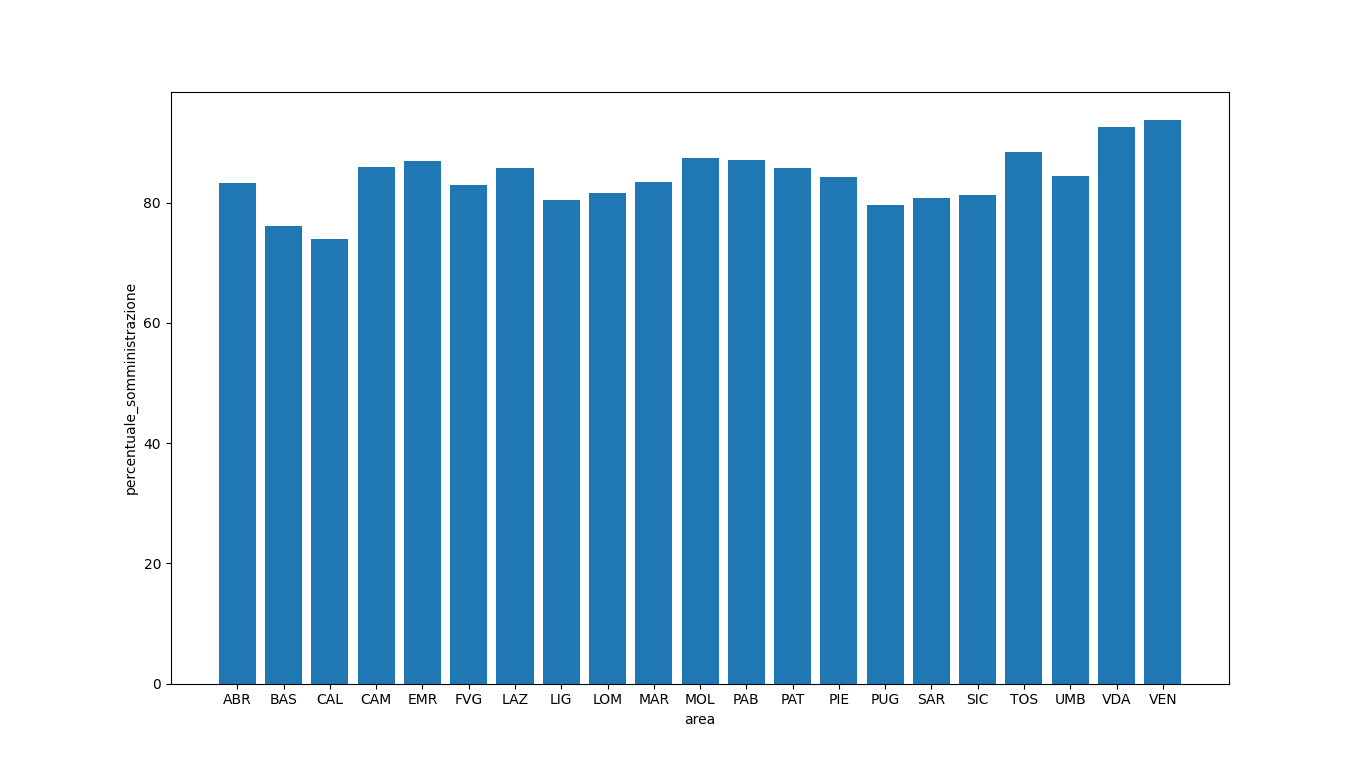 percentuale_somministrazione
80
60
40
20
0
ABR BAS CAL CAM EMR FVG LAZ LIG LOM MAR MOL PAB PAT PIE PUG SAR SIC TOS UMB VDA VEN
area